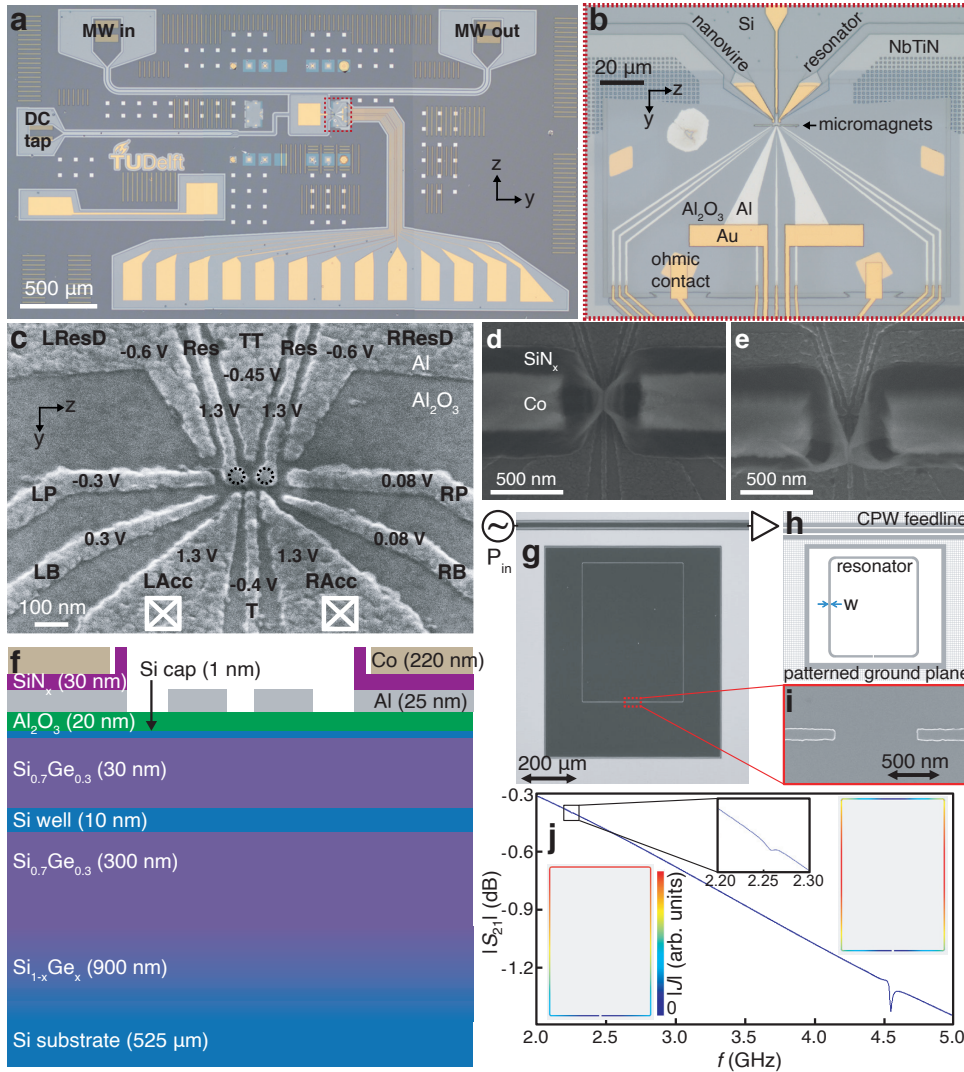 a
MW in
MW out
DC
tap
TUDelft
z
y
500 µm
b
Si
nanowire
resonator
NbTiN
20 µm
y
z
micromagnets
Al₂O₃
Al
Au
ohmic
contact
c
LResD
-0.6 V
Res
TT
-0.45 V
Res
-0.6 V
RResD
Al
Al₂O₃
z
y
1.3 V
1.3 V
-0.3 V
LP
0.08 V
RP
0.3 V
LB
0.08 V
RB
1.3 V
LAcc
-0.4 V
T
1.3 V
RAcc
100 nm
d
SiNₓ
Co
500 nm
e
500 nm
f
Si cap (1 nm)
Co (220 nm)
SiNₓ (30 nm)
Al (25 nm)
Al₂O₃ (20 nm)
Si₀.₇Ge₀.₃ (30 nm)
Si well (10 nm)
Si₀.₇Ge₀.₃ (300 nm)
Si₁₋ₓGeₓ (900 nm)
Si substrate (525 µm)
g
Pᵢₙ
200 µm
h
CPW feedline
resonator
w
patterned ground plane
i
500 nm
j
-0.3
-0.6
-0.9
-1.2
|S₂₁| (dB)
2.20 2.25 2.30
0 |J| (arb. units)
2.0 2.5 3.0 3.5 4.0 4.5 5.0
f (GHz)